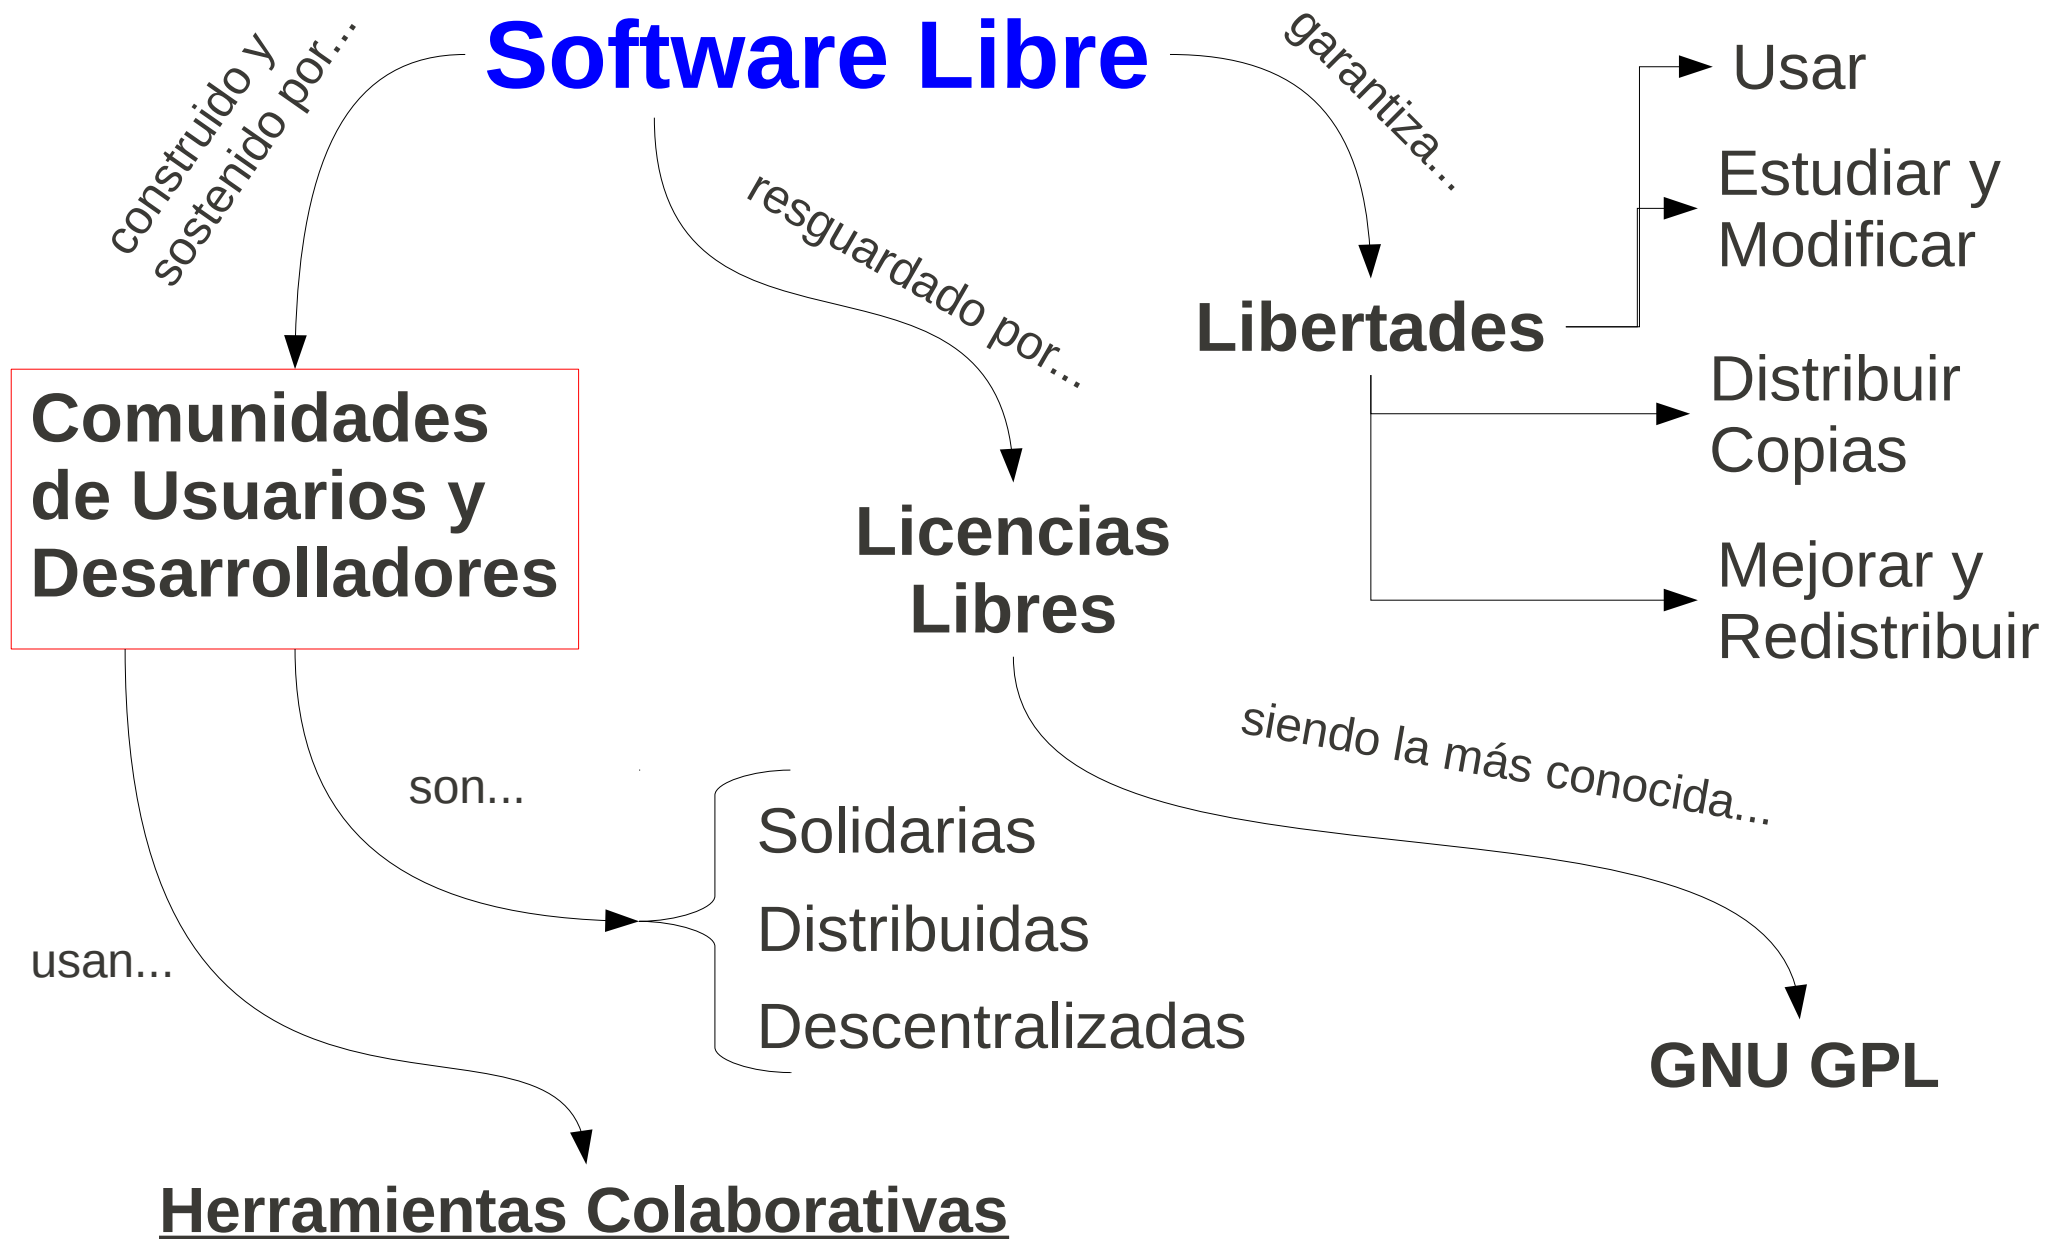 Software Libre
construido y
sostenido por...
resguardado por...
garantiza...
Libertades
Usar
Estudiar y
Modificar
Distribuir
Copias
Mejorar y
Redistribuir
Comunidades
de Usuarios y
Desarrolladores
Licencias
Libres
siendo la más conocida...
GNU GPL
son...
Solidarias
Distribuidas
Descentralizadas
usan...
Herramientas Colaborativas